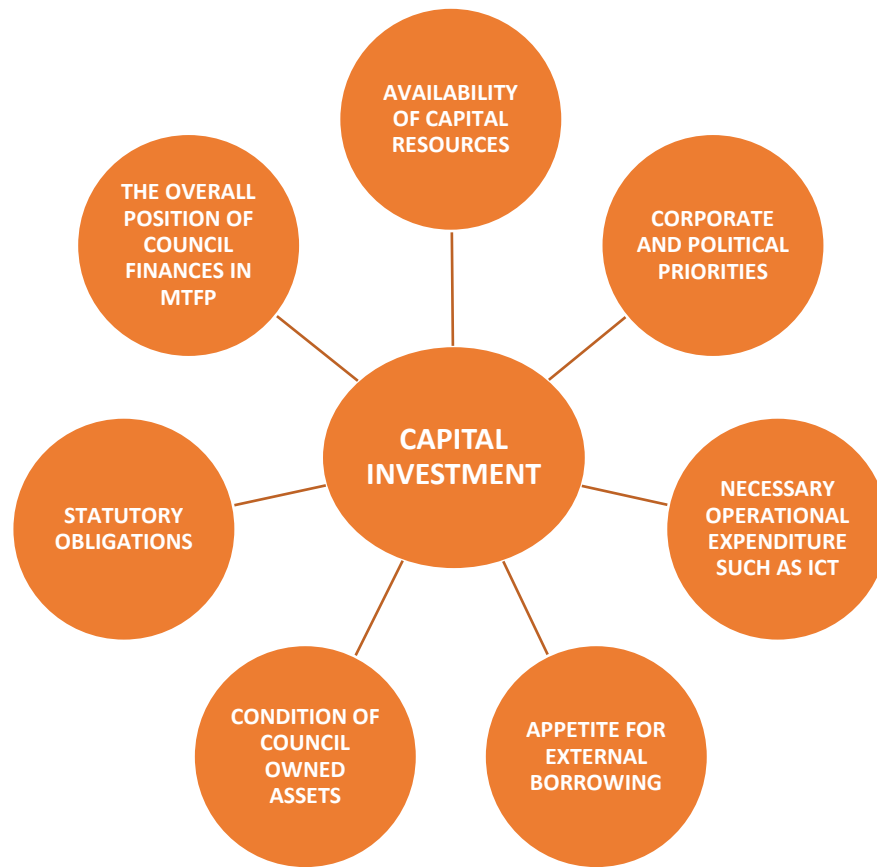 AVAILABILITY
OF CAPITAL
RESOURCES
THE OVERALL
POSITION OF
COUNCIL
FINANCES IN
MTFP
CORPORATE
AND POLITICAL
PRIORITIES
CAPITAL
INVESTMENT
STATUTORY
OBLIGATIONS
NECESSARY
OPERATIONAL
EXPENDITURE
SUCH AS ICT
CONDITION OF
COUNCIL
OWNED
ASSETS
APPETITE FOR
EXTERNAL
BORROWING